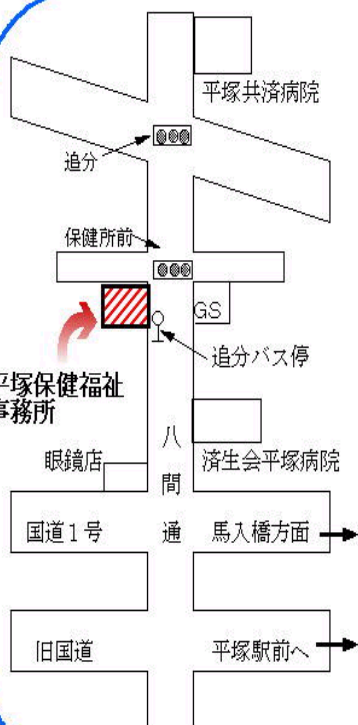 平塚共済病院
追分
保健所前
GS
追分バス停
平塚保健福祉
事務所
八間通
眼鏡店
済生会平塚病院
国道1号
馬入橋方面
旧国道
平塚駅前へ